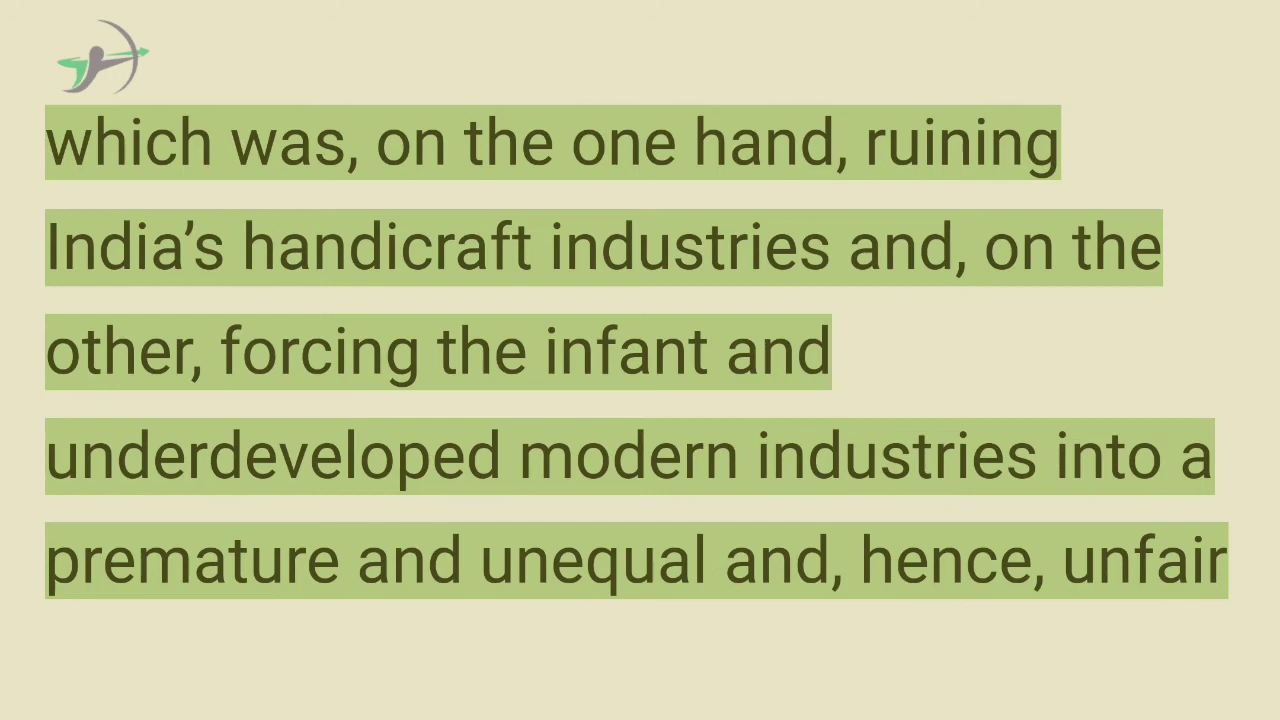 which was, on the one hand, ruining
India’s handicraft industries and, on the
other, forcing the infant and
underdeveloped modern industries into a
premature and unequal and, hence, unfair